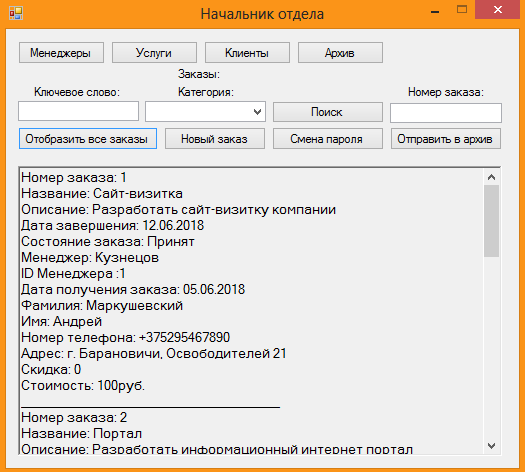 Начальник отдела
Менеджеры Услуги Клиенты Архив
Заказы:
Ключевое слово: Категория: Номер заказа:
Поиск
Отобразить все заказы Новый заказ Смена пароля Отправить в архив
Номер заказа: 1
Название: Сайт-визитка
Описание: Разработать сайт-визитку компании
Дата завершения: 12.06.2018
Состояние заказа: Принят
Менеджер: Кузнецов
ID Менеджера :1
Дата получения заказа: 05.06.2018
Фамилия: Маркушевский
Имя: Андрей
Номер телефона: +375295467890
Адрес: г. Барановичи, Освободителей 21
Скидка: 0
Стоимость: 100руб.
Номер заказа: 2
Название: Портал
Описание: Разработать информационный интернет портал